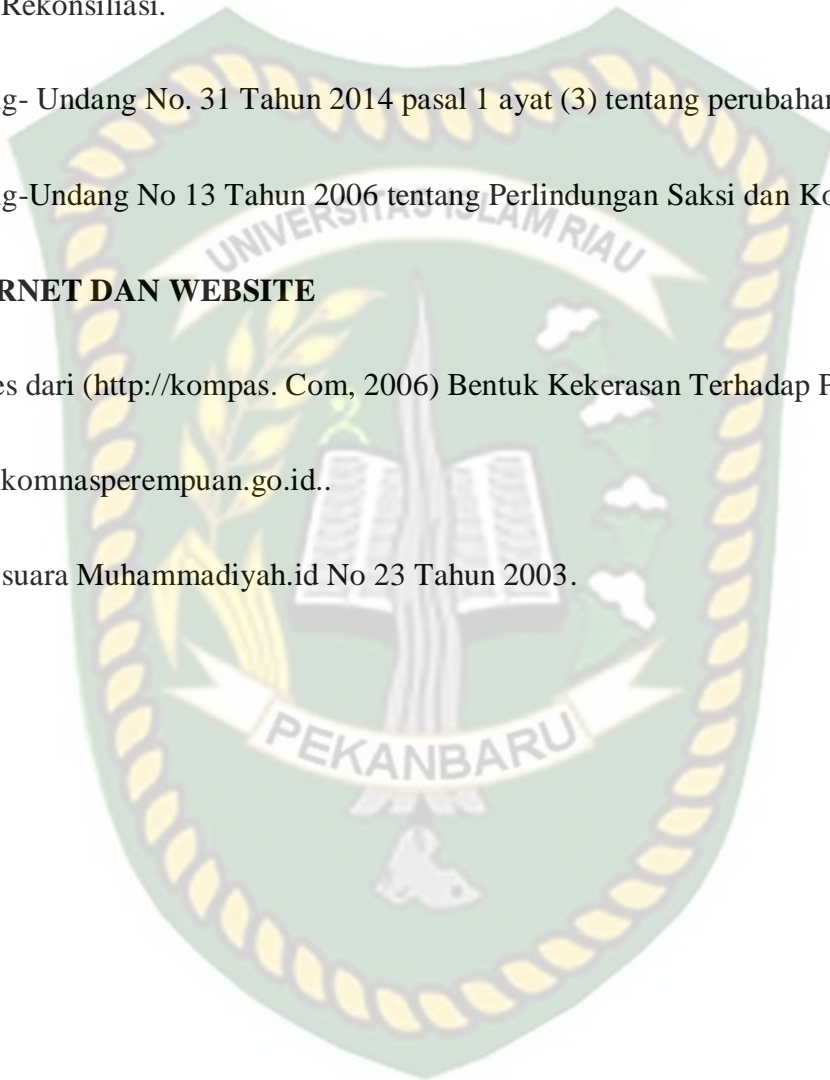 Rekonsiliasi.
g- Undang No. 31 Tahun 2014 pasal 1 ayat (3) tentang perubahan
g-Undang No 13 Tahun 2006 tentang Perlindungan Saksi dan Ko
UNIVERSITAS ISLAM RIAU
RNET DAN WEBSITE
es dari (http://kompas. Com, 2006) Bentuk Kekerasan Terhadap P
komnasperempuan.go.id..
suara Muhammadiyah.id No 23 Tahun 2003.
PEKANBARU